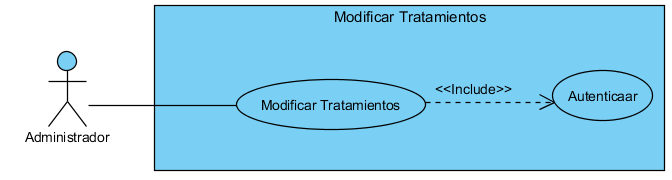 Modificar Tratamientos
<<Include>>
Modificar Tratamientos
Autenticaar
Administrador